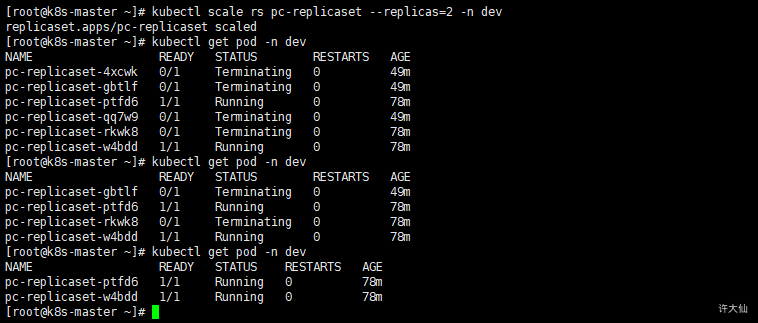 [root@k8s-master ~]# kubectl scale rs pc-replicaset --replicas=2 -n dev
replicaset.apps/pc-replicaset scaled
[root@k8s-master ~]# kubectl get pod -n dev
NAME READY STATUS RESTARTS AGE
pc-replicaset-4xcwk 0/1 Terminating 0 49m
pc-replicaset-gbtlf 0/1 Terminating 0 49m
pc-replicaset-ptfd6 1/1 Running 0 78m
pc-replicaset-qq7w9 0/1 Terminating 0 49m
pc-replicaset-rkwk8 0/1 Terminating 0 78m
pc-replicaset-w4bdd 1/1 Running 0 78m
[root@k8s-master ~]# kubectl get pod -n dev
NAME READY STATUS RESTARTS AGE
pc-replicaset-gbtlf 0/1 Terminating 0 49m
pc-replicaset-ptfd6 1/1 Running 0 78m
pc-replicaset-rkwk8 0/1 Terminating 0 78m
pc-replicaset-w4bdd 1/1 Running 0 78m
[root@k8s-master ~]# kubectl get pod -n dev
NAME READY STATUS RESTARTS AGE
pc-replicaset-ptfd6 1/1 Running 0 78m
pc-replicaset-w4bdd 1/1 Running 0 78m
[root@k8s-master ~]#
许大仙